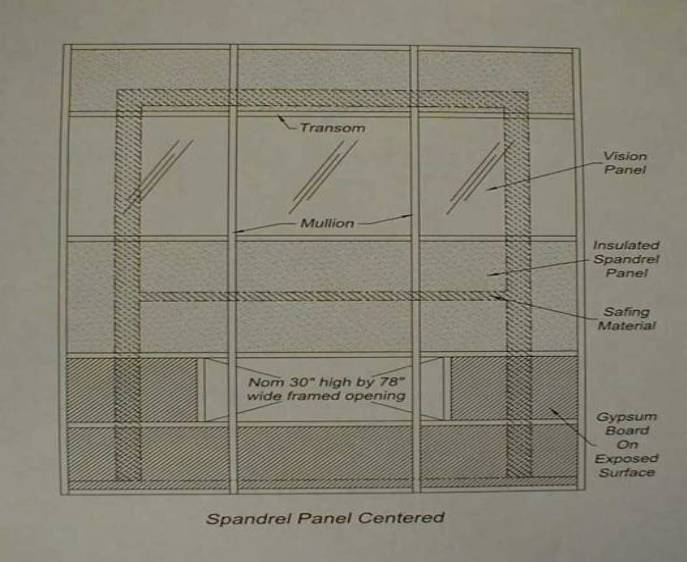 Transom
Vision
Panel
Mullion
Insulated
Spandrel
Panel
Safing
Material
Nom 30" high by 78"
wide framed opening
Gypsum
Board
On
Exposed
Surface
Spandrel Panel Centered